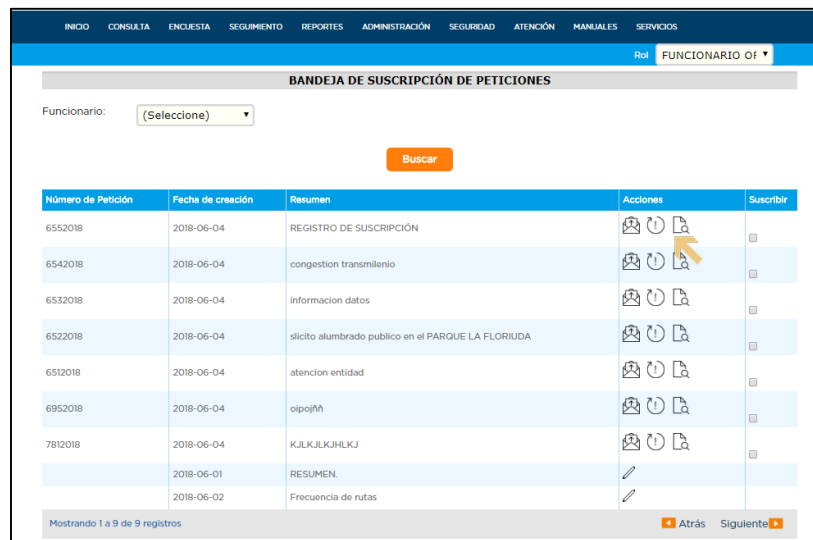 INICIO CONSULTA ENCUESTA SEGUIMIENTO REPORTES ADMINISTRACIÓN SEGURIDAD ATENCIÓN MANUALES SERVICIOS
Rol FUNCIONARIO OF
BANDEJA DE SUSCRIPCIÓN DE PETICIONES
Funcionario: (Seleccione)
Buscar
Número de Petición Fecha de creación Resumen Acciones Suscribir
6552018 2018-06-04 REGISTRO DE SUSCRIPCIÓN
6542018 2018-06-04 congestion transmilenio
6532018 2018-06-04 informacion datos
6522018 2018-06-04 slicito alumbrado publico en el PARQUE LA FLORIUDA
6512018 2018-06-04 atencion entidad
6952018 2018-06-04 oipojññ
7812018 2018-06-04 KJLKJLKJHLKJ
2018-06-01 RESUMEN.
2018-06-02 Frecuencia de rutas
Mostrando 1 a 9 de 9 registros Atrás Siguiente